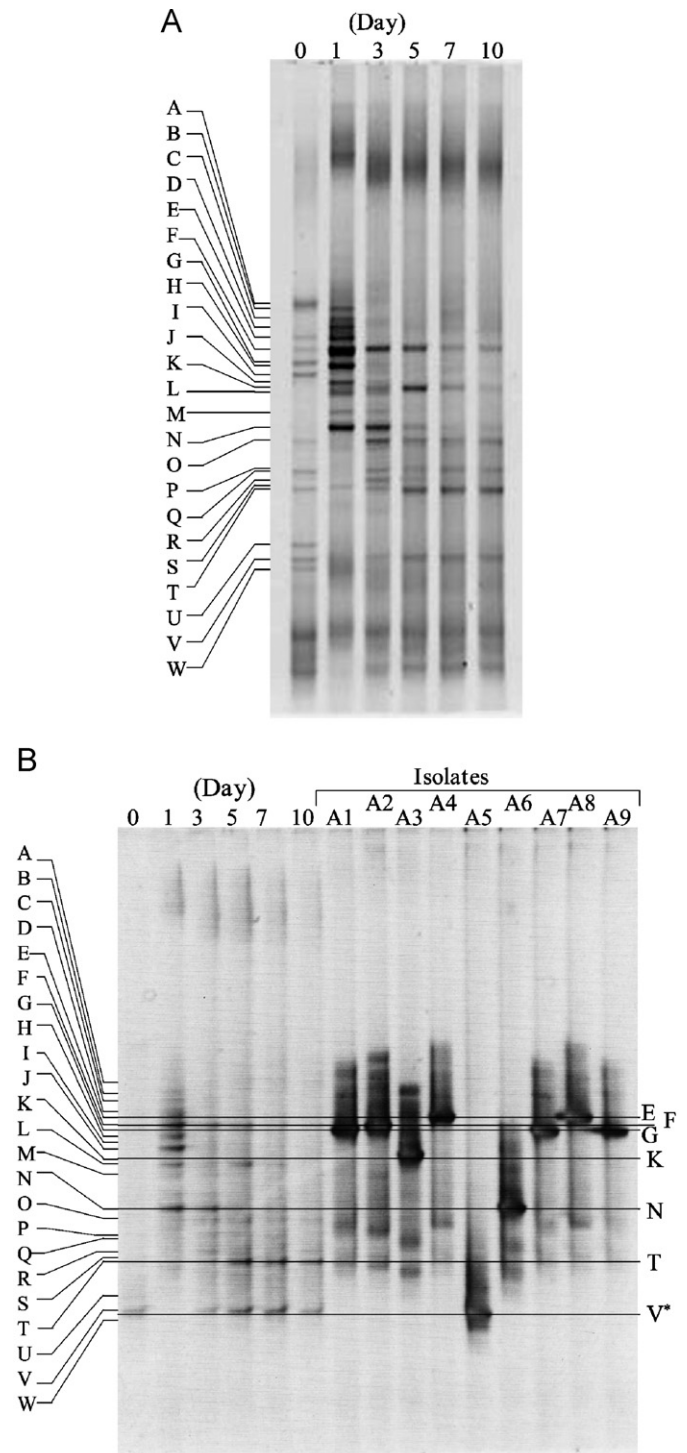 A
(Day)
0 1 3 5 7 10
A
B
C
D
E
F
G
H
I
J
K
L
M
N
O
P
Q
R
S
T
U
V
W
B
Isolates
(Day)
0 1 3 5 7 10 A1 A2 A3 A4 A5 A6 A7 A8 A9
A
B
C
D
E
F
G
H
I
J
K
L
M
N
O
P
Q
R
S
T
U
V
W
E
F
G
K
N
T
V*